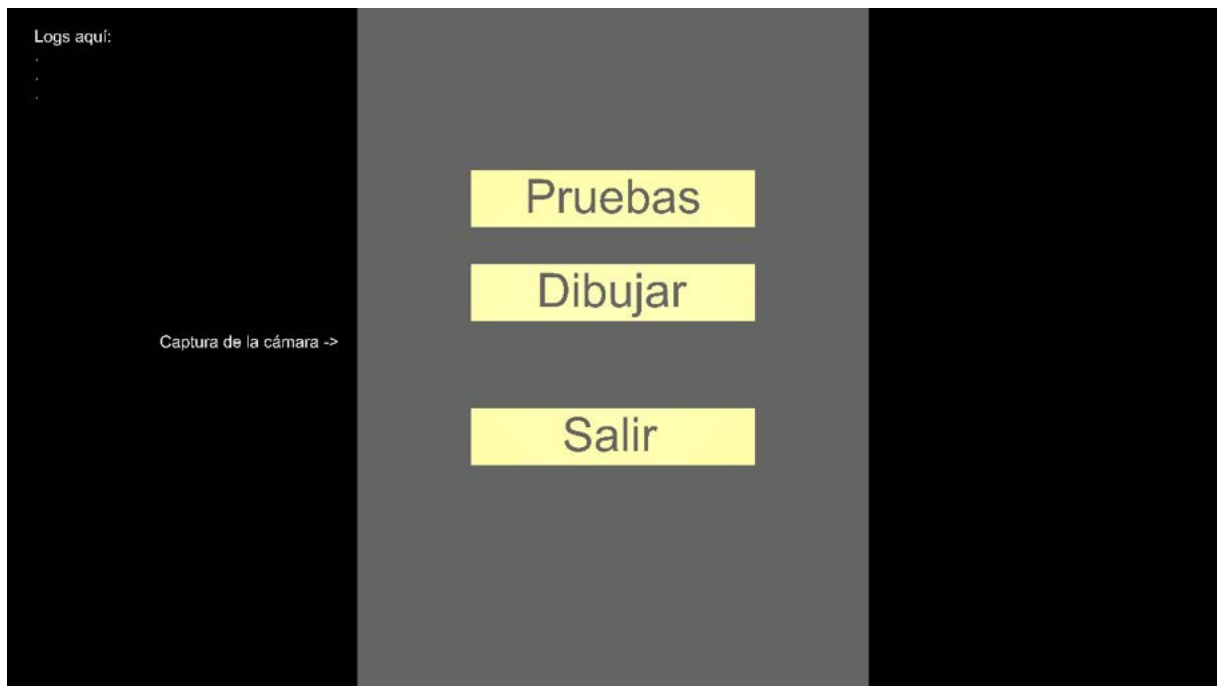 Logs aquí:
.
.
.
Pruebas
Dibujar
Captura de la cámara ->
Salir